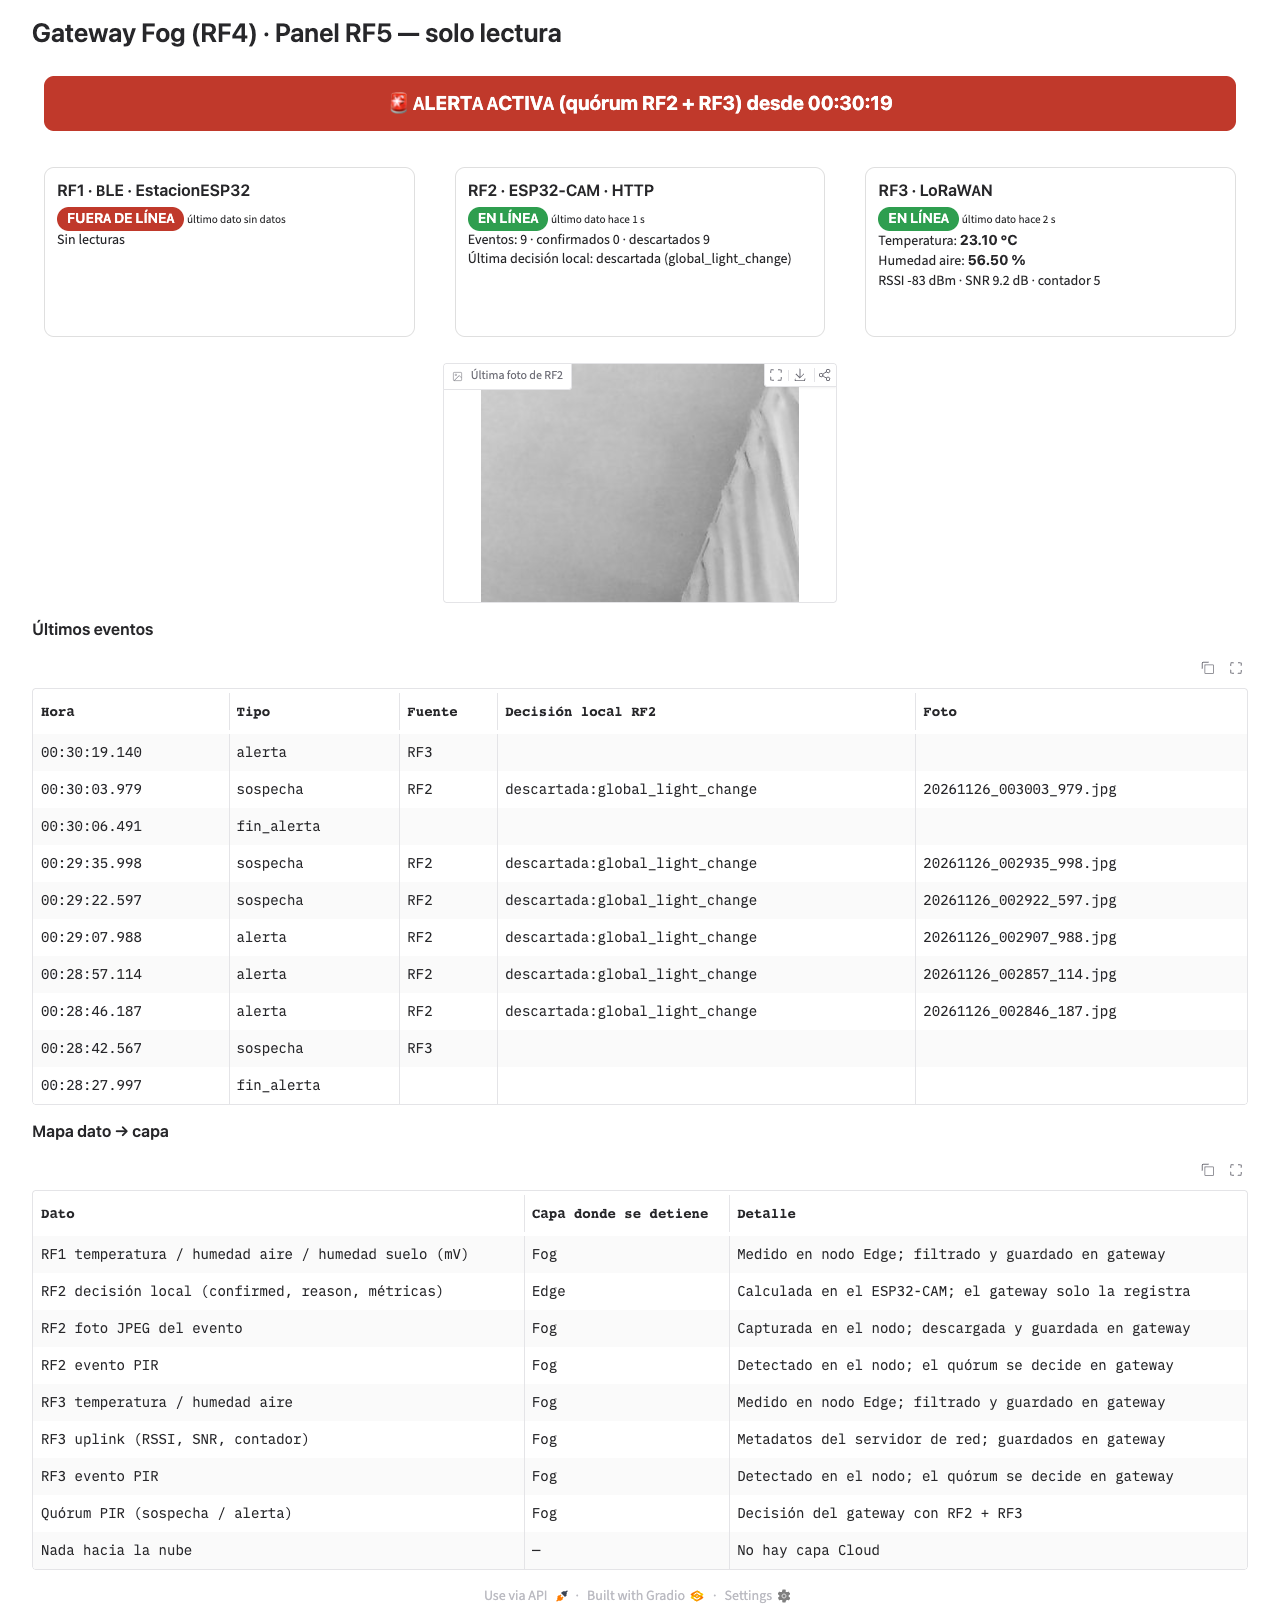 Gateway Fog (RF4) · Panel RF5 — solo lectura
🚨 ALERTA ACTIVA (quórum RF2 + RF3) desde 00:30:19
RF1 · BLE · EstacionESP32
FUERA DE LÍNEA último dato sin datos
Sin lecturas
RF2 · ESP32-CAM · HTTP
EN LÍNEA último dato hace 1 s
Eventos: 9 · confirmados 0 · descartados 9
Última decisión local: descartada (global_light_change)
RF3 · LoRaWAN
EN LÍNEA último dato hace 2 s
Temperatura: 23.10 °C
Humedad aire: 56.50 %
RSSI -83 dBm · SNR 9.2 dB · contador 5
Última foto de RF2
Últimos eventos
Hora Tipo Fuente Decisión local RF2 Foto
00:30:19.140 alerta RF3
00:30:03.979 sospecha RF2 descartada:global_light_change 20261126_003003_979.jpg
00:30:06.491 fin_alerta
00:29:35.998 sospecha RF2 descartada:global_light_change 20261126_002935_998.jpg
00:29:22.597 sospecha RF2 descartada:global_light_change 20261126_002922_597.jpg
00:29:07.988 alerta RF2 descartada:global_light_change 20261126_002907_988.jpg
00:28:57.114 alerta RF2 descartada:global_light_change 20261126_002857_114.jpg
00:28:46.187 alerta RF2 descartada:global_light_change 20261126_002846_187.jpg
00:28:42.567 sospecha RF3
00:28:27.997 fin_alerta
Mapa dato → capa
Dato Capa donde se detiene Detalle
RF1 temperatura / humedad aire / humedad suelo (mV) Fog Medido en nodo Edge; filtrado y guardado en gateway
RF2 decisión local (confirmed, reason, métricas) Edge Calculada en el ESP32-CAM; el gateway solo la registra
RF2 foto JPEG del evento Fog Capturada en el nodo; descargada y guardada en gateway
RF2 evento PIR Fog Detectado en el nodo; el quórum se decide en gateway
RF3 temperatura / humedad aire Fog Medido en nodo Edge; filtrado y guardado en gateway
RF3 uplink (RSSI, SNR, contador) Fog Metadatos del servidor de red; guardados en gateway
RF3 evento PIR Fog Detectado en el nodo; el quórum se decide en gateway
Quórum PIR (sospecha / alerta) Fog Decisión del gateway con RF2 + RF3
Nada hacia la nube — No hay capa Cloud
Use via API 🚀 · Built with Gradio · Settings ⚙